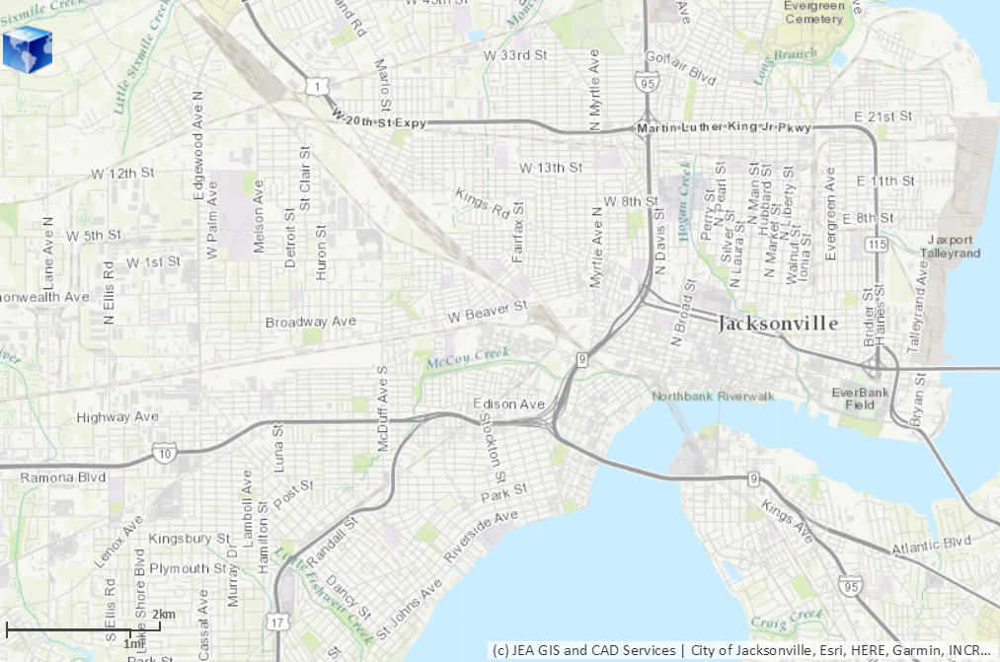 Sixmile Creek
W 45th St
Evergreen
Cemetery
Little Sixmile Creek
W 33rd St
Golfair Blvd
Long Branch
1
Marlo St
N Myrtle Ave
95
W 20th St Expy
Martin Luther King Jr Pkwy
E 21st St
Edgewood Ave N
W 12th St
W 13th St
E 11th St
St Clair St
W Palm Ave
Melson Ave
Detroit St
Huron St
Kings Rd
Fairfax St
W 8th St
Myrtle Ave N
N Davis St
Hogan Creek
Perry St
N Pearl St
Silver St
N Laura St
N Main St
Hubbard St
N Market St
N Liberty St
Walnut St
Ionia St
Evergreen Ave
E 8th St
115
Jaxport
Talleyrand
Lane Ave N
W 5th St
W 1st St
N Ellis Rd
onwealth Ave
Broadway Ave
W Beaver St
N Broad St
Jacksonville
Bridier St
Haines St
Talleyrand Ave
McCoy Creek
9
McDuff Ave S
Edison Ave
Northbank Riverwalk
EverBank
Field
Bryan St
Highway Ave
10
Luna St
Stockton St
Ramona Blvd
Post St
Park St
9
Lamboll Ave
Hamilton St
Lenox Ave
Riverside Ave
Kings Ave
Randall St
Kingsbury St
Atlantic Blvd
Plymouth St
Murray Dr
Little Fishweir Creek
Dancy St
St Johns Ave
95
S Ellis Rd
Lake Shore Blvd
Cassat Ave
17
Craig Creek
2km
1mi
Park St
St
(c) JEA GIS and CAD Services | City of Jacksonville, Esri, HERE, Garmin, INCR...